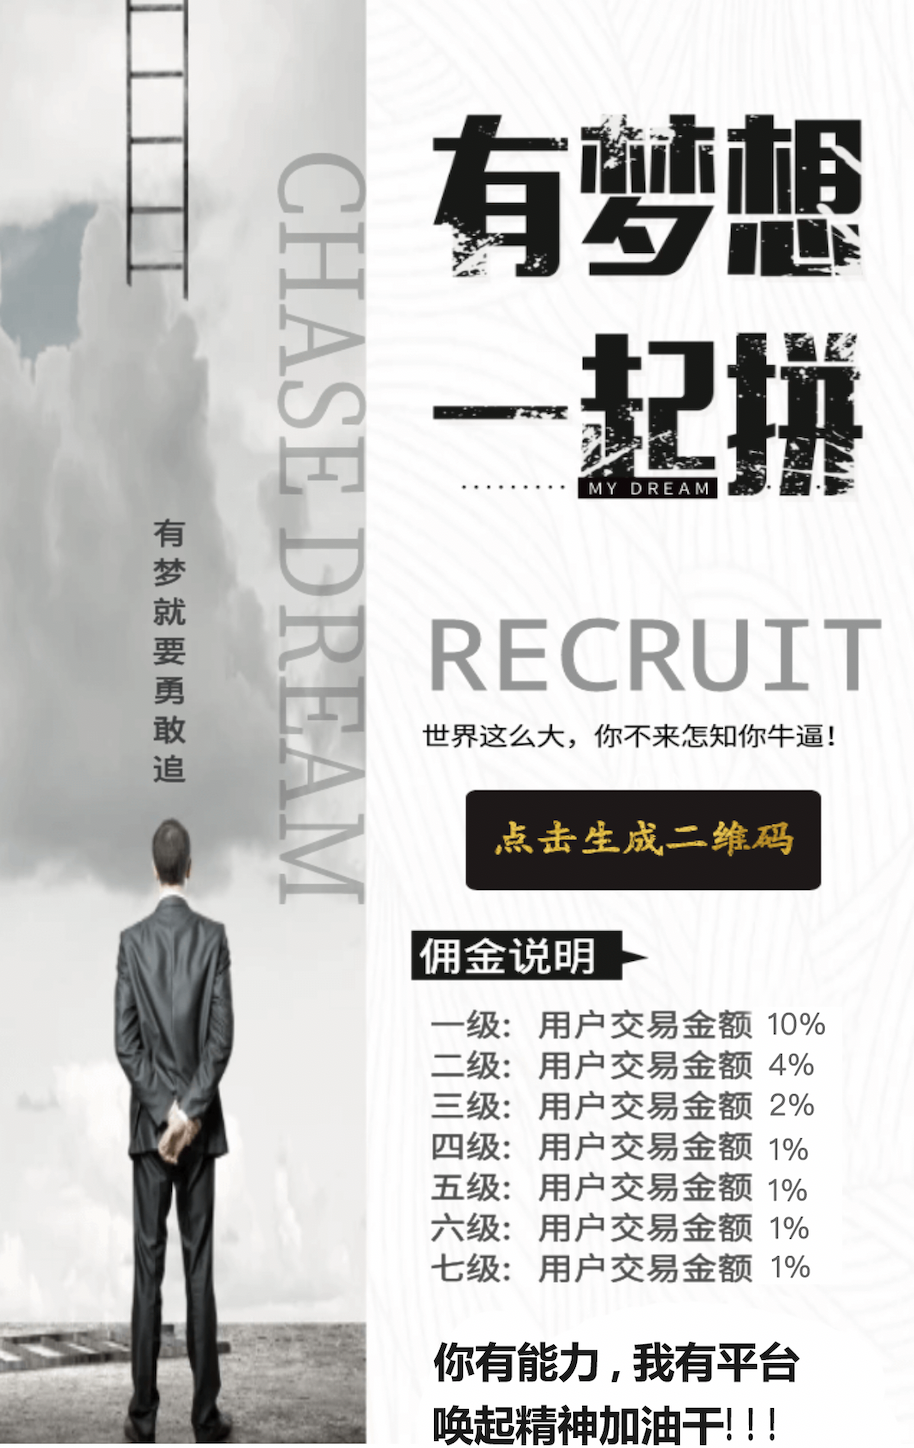 有梦想
一起拼
MY DREAM
CHASE DREAM
有梦就要勇敢追
RECRUIT
世界这么大，你不来怎知你牛逼！
点击生成二维码
佣金说明
一级： 用户交易金额 10%
二级： 用户交易金额 4%
三级： 用户交易金额 2%
四级： 用户交易金额 1%
五级： 用户交易金额 1%
六级： 用户交易金额 1%
七级： 用户交易金额 1%
你有能力，我有平台
唤起精神加油干!!!